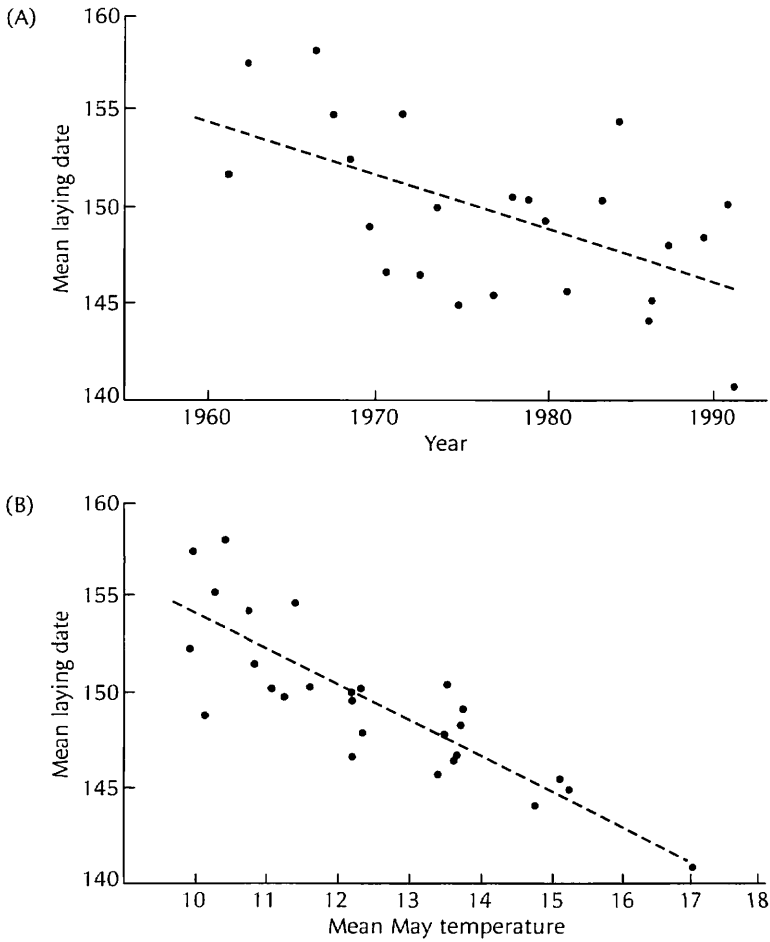 (A)
160
155
150
145
140
Mean laying date
1960 1970 1980 1990
Year
(B)
160
155
150
145
140
Mean laying date
10 11 12 13 14 15 16 17 18
Mean May temperature